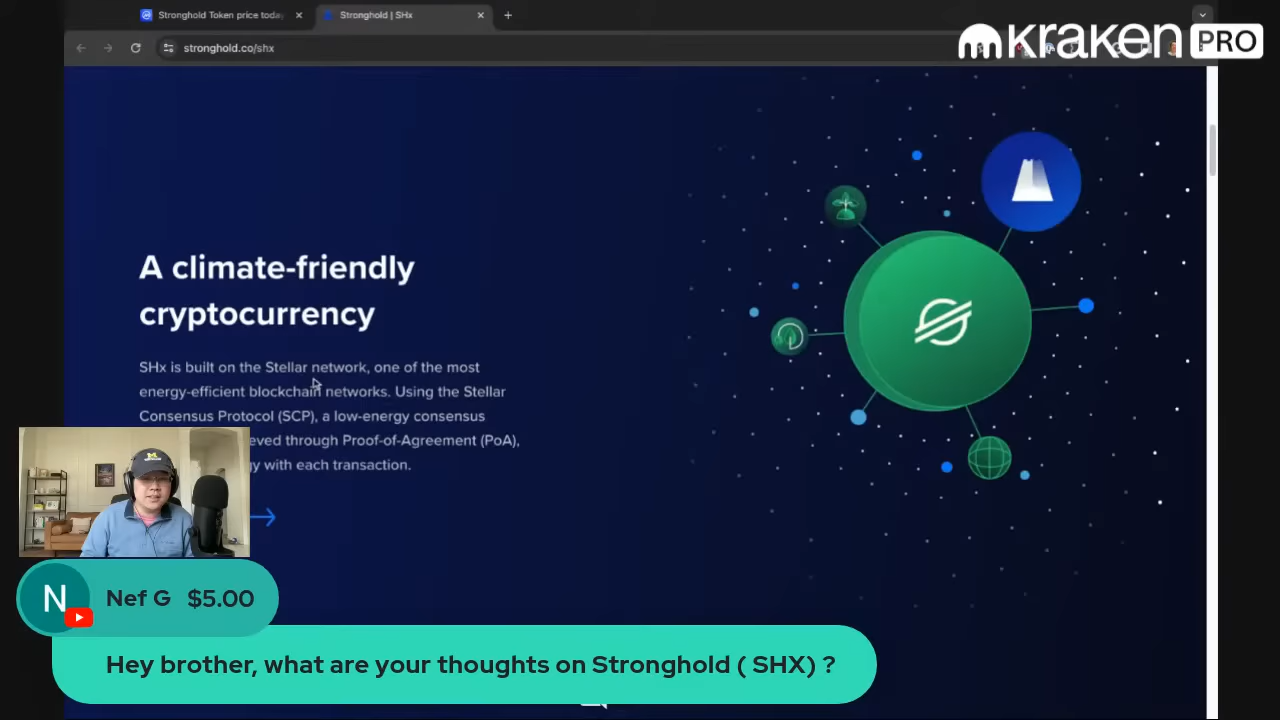 Stronghold Token price today
Stronghold | SHx
stronghold.co/shx
kraken PRO
A climate-friendly
cryptocurrency
SHx is built on the Stellar network, one of the most
energy-efficient blockchain networks. Using the Stellar
Consensus Protocol (SCP), a low-energy consensus
through Proof-of-Agreement (PoA),
with each transaction.
N
Nef G $5.00
Hey brother, what are your thoughts on Stronghold ( SHX) ?